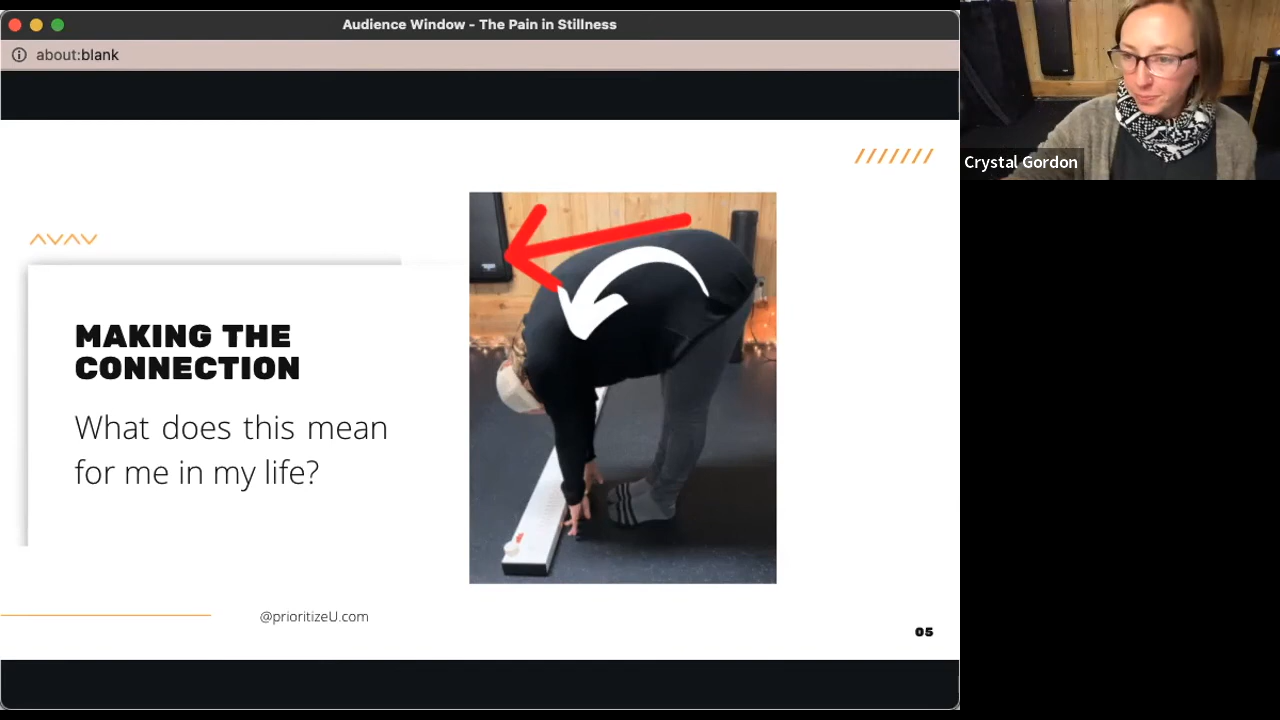 Audience Window - The Pain in Stillness
about:blank
Crystal Gordon
MAKING THE
CONNECTION
What does this mean
for me in my life?
@prioritizeU.com
05